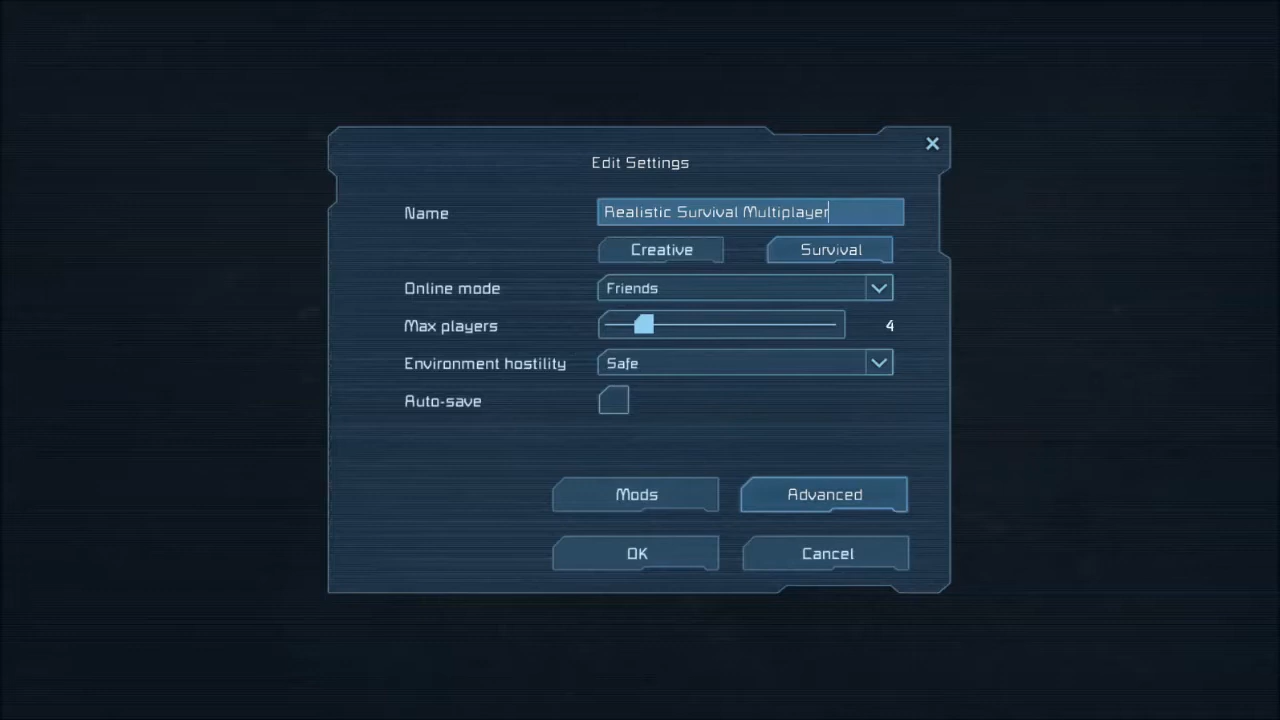 Edit Settings
Name Realistic Survival Multiplayer
Creative Survival
Online mode Friends
Max players 4
Environment hostility Safe
Auto-save
Mods Advanced
OK Cancel